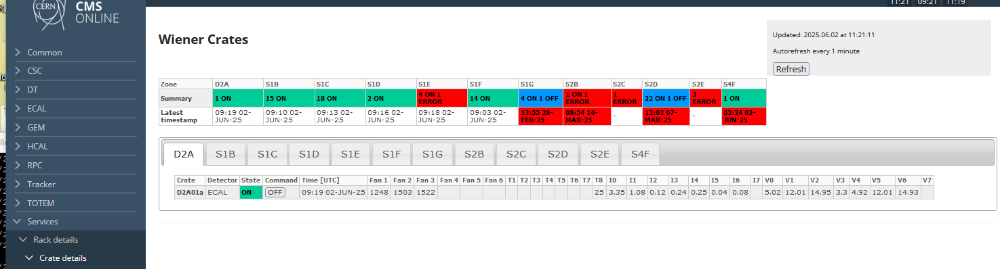 11:21 09:21 11:19
CERN
CMS
ONLINE
Common
CSC
DT
ECAL
GEM
HCAL
RPC
Tracker
TOTEM
Services
Rack details
Crate details
Wiener Crates
Updated: 2025.06.02 at 11:21:11
Autorefresh every 1 minute
Refresh
Zone D2A S1B S1C S1D S1E S1F S1G S2B S2C S2D S2E S4F
Summary 1 ON 15 ON 18 ON 2 ON 4 ON 1 ERROR 14 ON 4 ON 1 OFF 1 ON 1 ERROR 1 ERROR 22 ON 1 OFF 3 ERROR 1 ON
Latest timestamp 09:19 02-JUN-25 09:10 02-JUN-25 09:13 02-JUN-25 09:16 02-JUN-25 09:18 02-JUN-25 09:03 02-JUN-25 13:55 28-FEB-25 08:54 14-MAR-25 - 12:02 07-MAR-25 - 02:24 02-JUN-25
D2A S1B S1C S1D S1E S1F S1G S2B S2C S2D S2E S4F
Crate Detector State Command Time [UTC] Fan 1 Fan 2 Fan 3 Fan 4 Fan 5 Fan 6 T1 T2 T3 T4 T5 T6 T7 T8 I0 I1 I2 I3 I4 I5 I6 I7 V0 V1 V2 V3 V4 V5 V6 V7
D2A01a ECAL ON OFF 09:19 02-JUN-25 1248 1503 1522 25 3.35 1.08 0.12 0.24 0.25 0.04 0.08 5.02 12.01 14.95 3.3 4.92 12.01 14.93